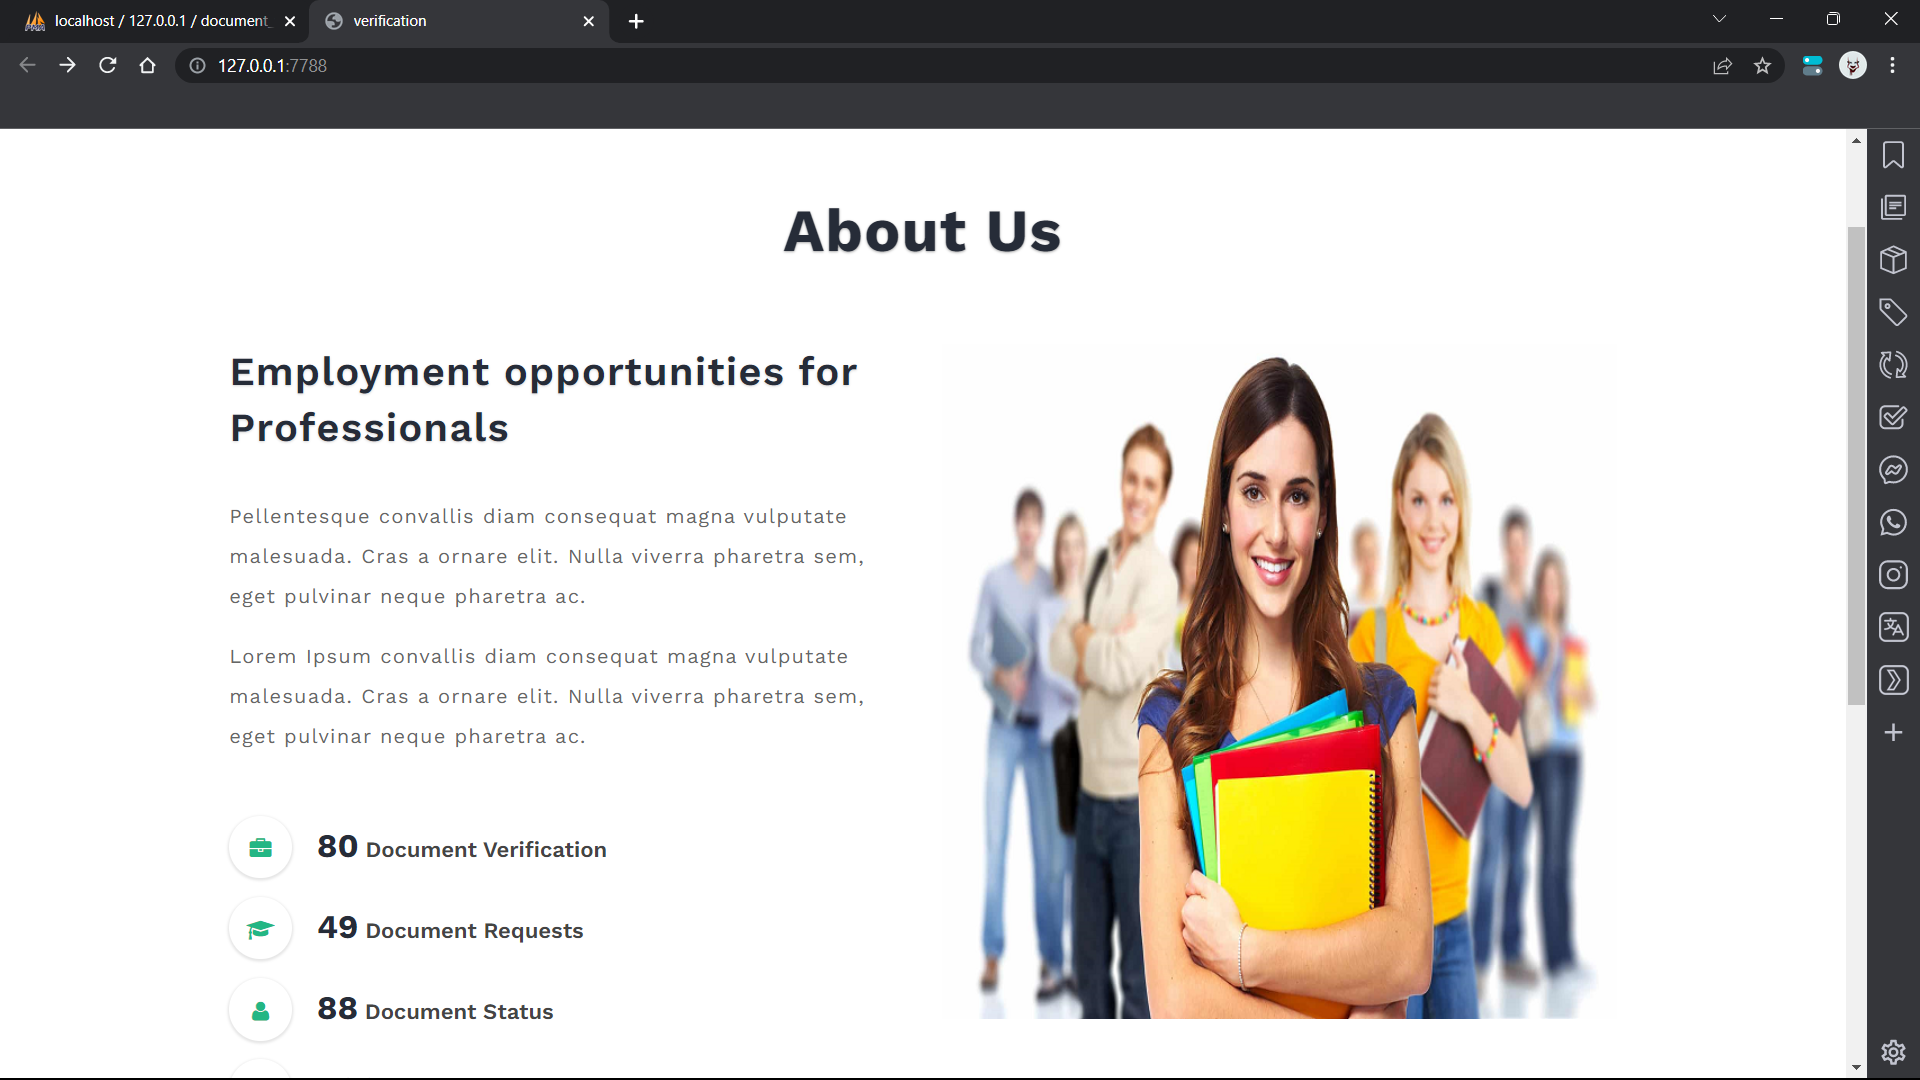 localhost / 127.0.0.1 / document_
verification
127.0.0.1:7788
About Us
Employment opportunities for
Professionals
Pellentesque convallis diam consequat magna vulputate
malesuada. Cras a ornare elit. Nulla viverra pharetra sem,
eget pulvinar neque pharetra ac.
Lorem Ipsum convallis diam consequat magna vulputate
malesuada. Cras a ornare elit. Nulla viverra pharetra sem,
eget pulvinar neque pharetra ac.
80 Document Verification
49 Document Requests
88 Document Status